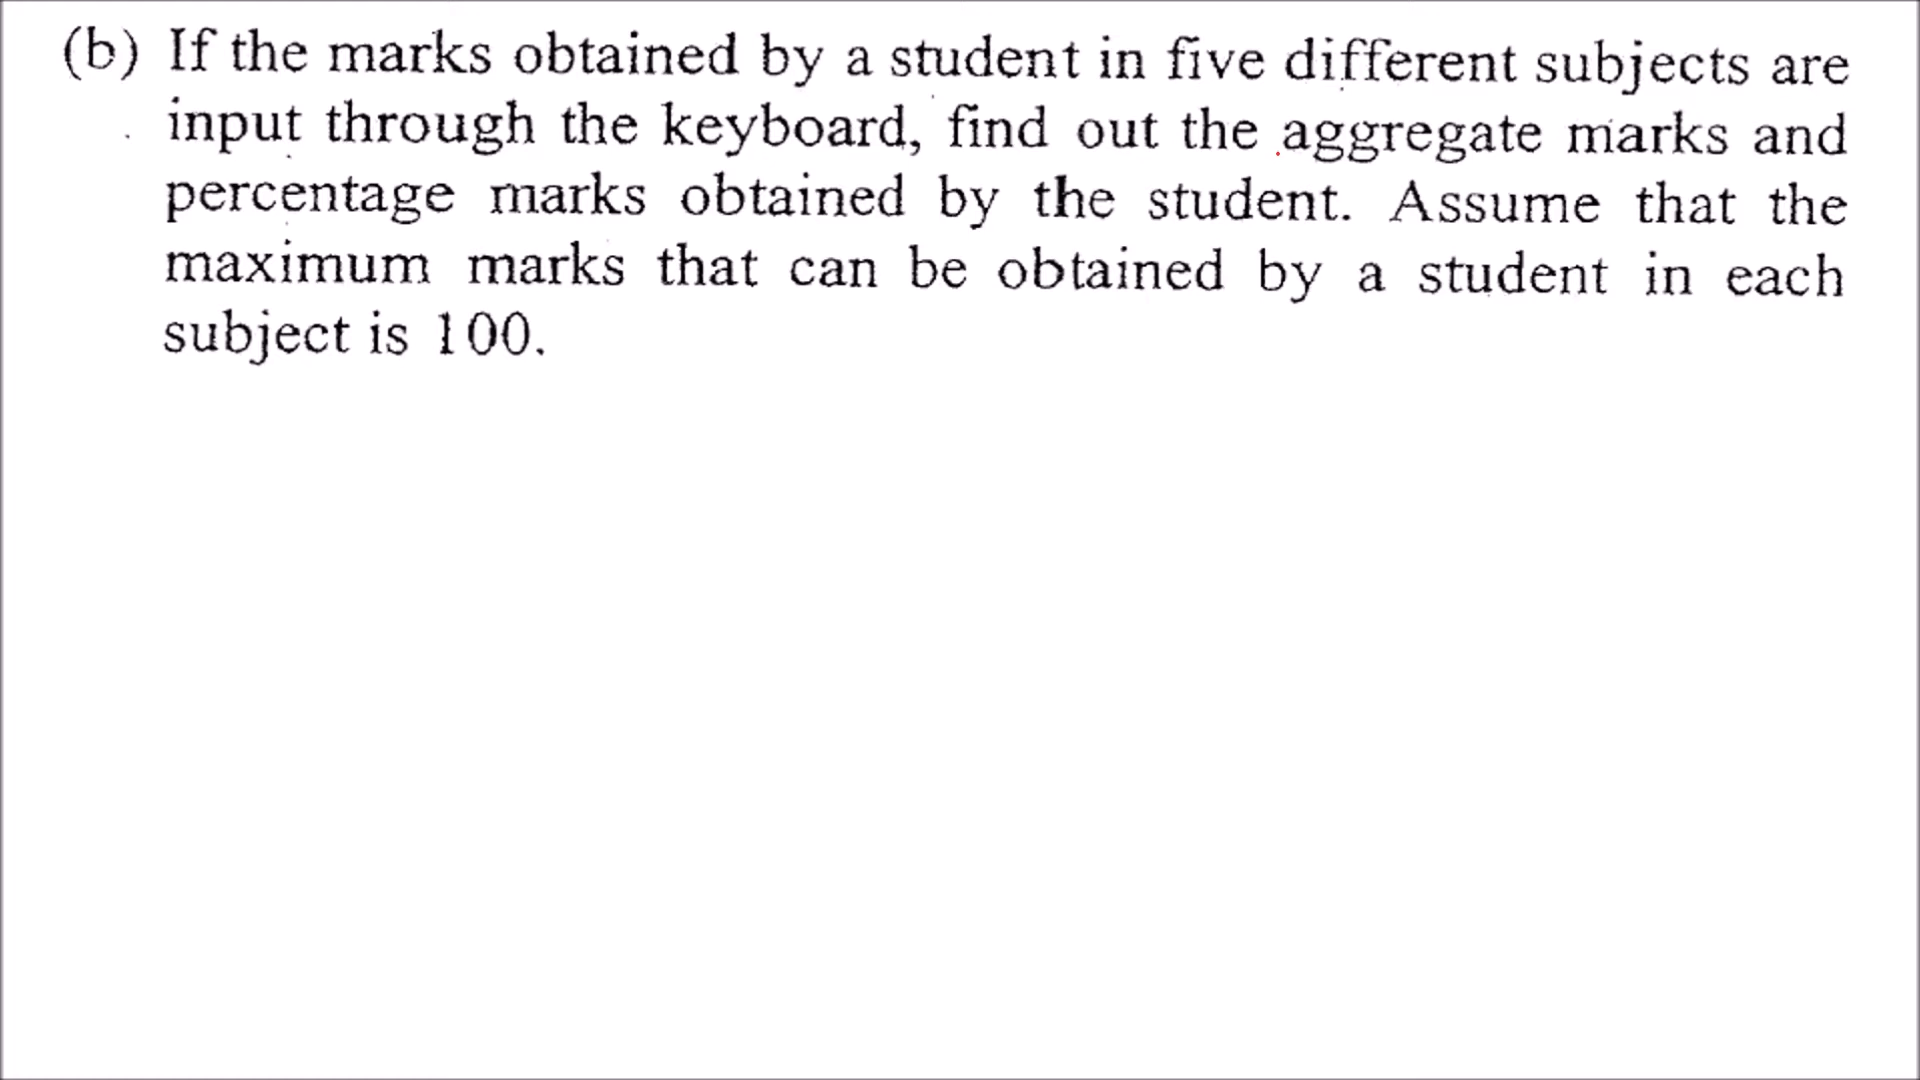 (b) If the marks obtained by a student in five different subjects are
input through the keyboard, find out the aggregate marks and
percentage marks obtained by the student. Assume that the
maximum marks that can be obtained by a student in each
subject is 100.